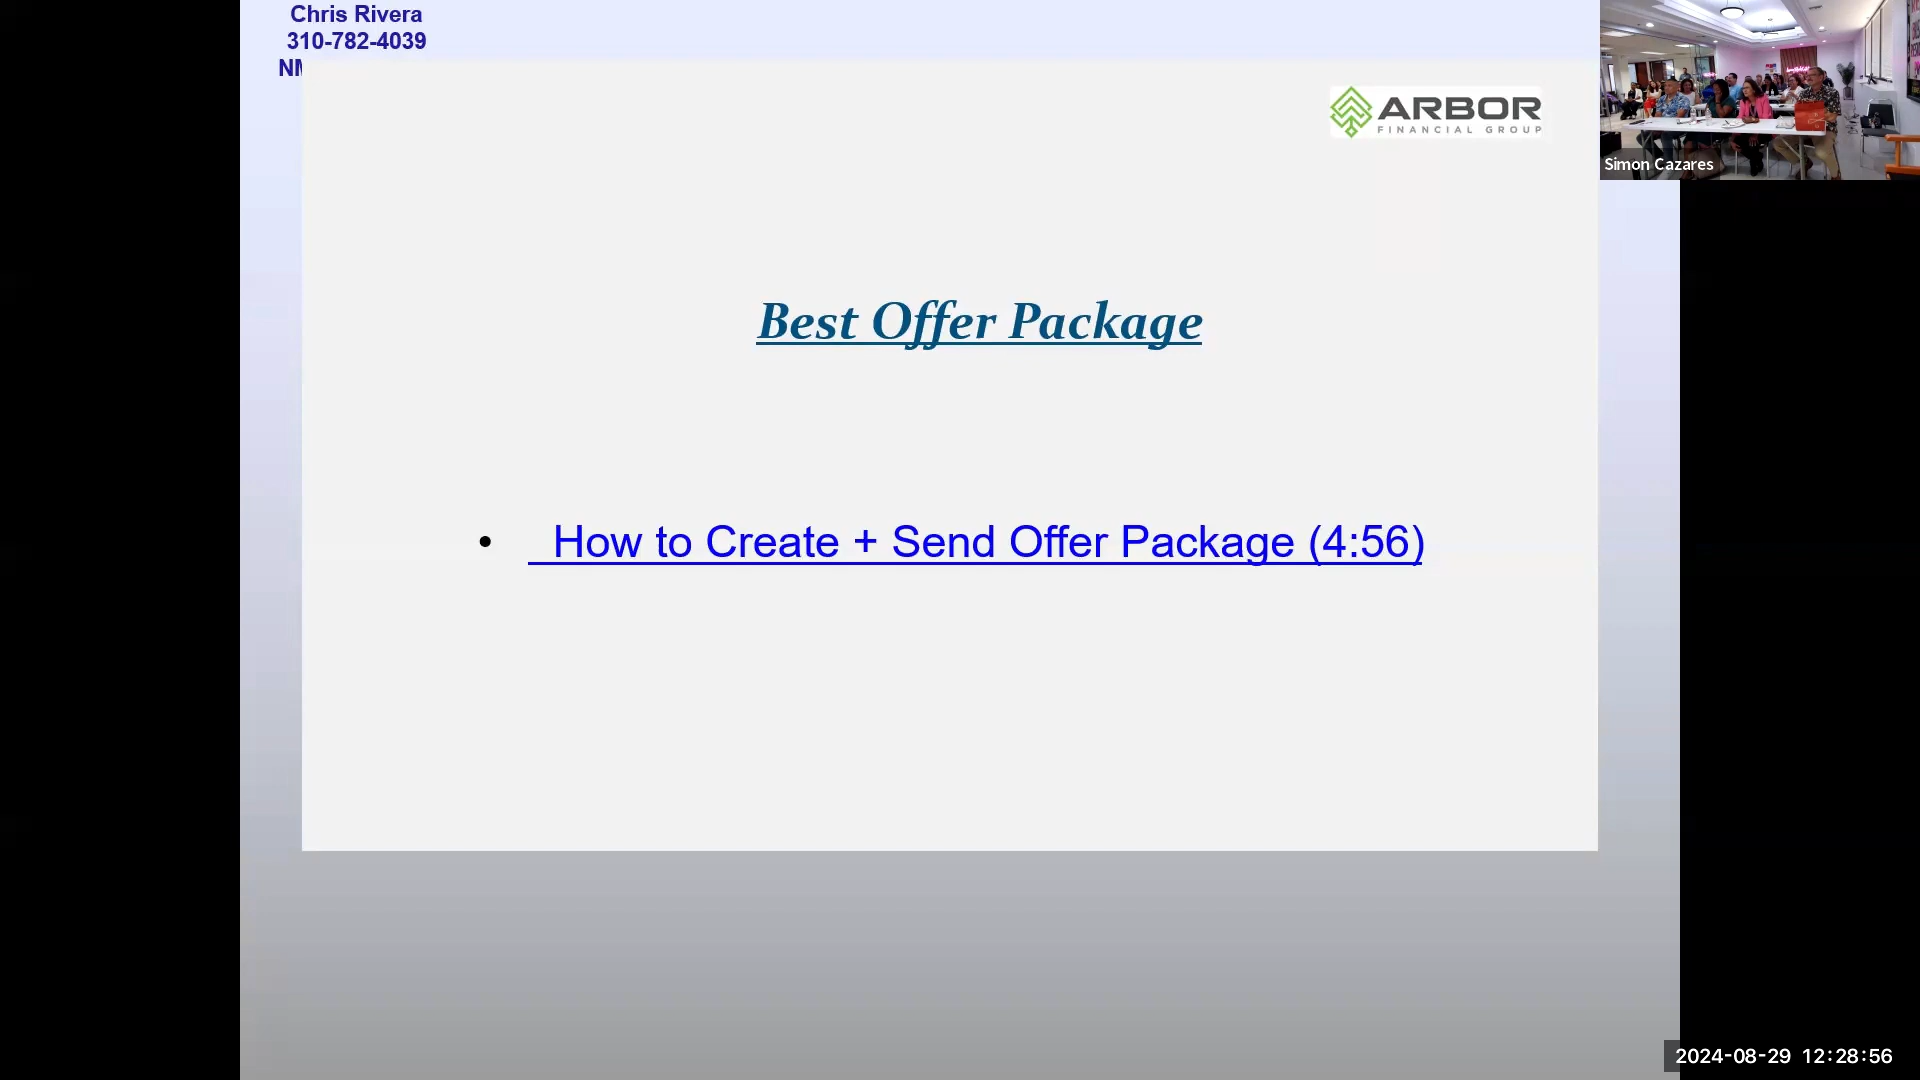 Chris Rivera
310-782-4039
NM
ARBOR
FINANCIAL GROUP
Simon Cazares
Best Offer Package
• How to Create + Send Offer Package (4:56)
2024-08-29 12:28:56